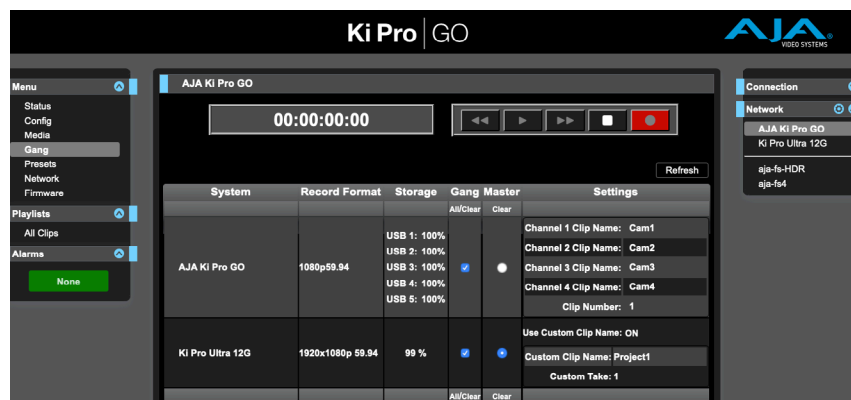 Ki Pro GO
AJA
VIDEO SYSTEMS
Menu
Status
Config
Media
Gang
Presets
Network
Firmware
Playlists
All Clips
Alarms
None
AJA Ki Pro GO
00:00:00:00
Refresh
System Record Format Storage Gang Master Settings
All/Clear Clear
AJA Ki Pro GO 1080p59.94
USB 1: 100%
USB 2: 100%
USB 3: 100%
USB 4: 100%
USB 5: 100%
Channel 1 Clip Name: Cam1
Channel 2 Clip Name: Cam2
Channel 3 Clip Name: Cam3
Channel 4 Clip Name: Cam4
Clip Number: 1
Ki Pro Ultra 12G 1920x1080p 59.94 99 %
Use Custom Clip Name: ON
Custom Clip Name: Project1
Custom Take: 1
All/Clear Clear
Connection
Network
AJA Ki Pro GO
Ki Pro Ultra 12G
aja-fs-HDR
aja-fs4